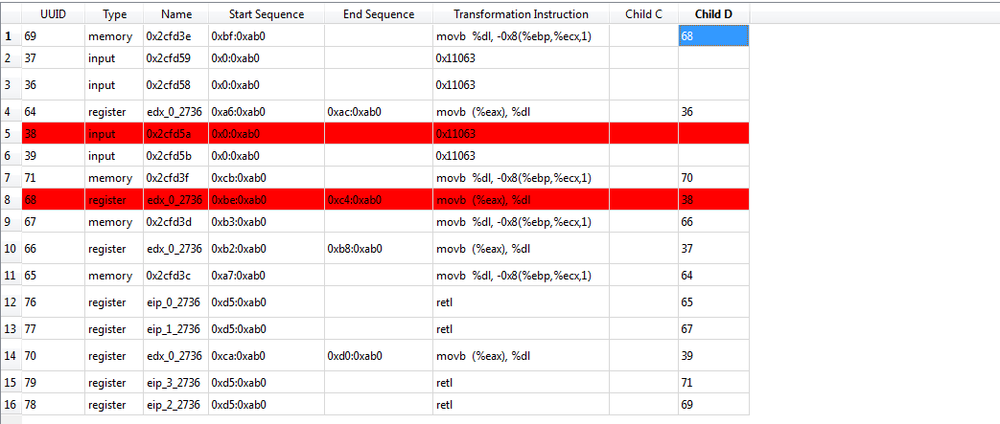 UUID Type Name Start Sequence End Sequence Transformation Instruction Child C Child D
1 69 memory 0x2cfd3e 0xbf:0xab0 movb %dl, -0x8(%ebp,%ecx,1) 68
2 37 input 0x2cfd59 0x0:0xab0 0x11063
3 36 input 0x2cfd58 0x0:0xab0 0x11063
4 64 register edx_0_2736 0xa6:0xab0 0xac:0xab0 movb (%eax), %dl 36
5 38 input 0x2cfd5a 0x0:0xab0 0x11063
6 39 input 0x2cfd5b 0x0:0xab0 0x11063
7 71 memory 0x2cfd3f 0xcb:0xab0 movb %dl, -0x8(%ebp,%ecx,1) 70
8 68 register edx_0_2736 0xbe:0xab0 0xc4:0xab0 movb (%eax), %dl 38
9 67 memory 0x2cfd3d 0xb3:0xab0 movb %dl, -0x8(%ebp,%ecx,1) 66
10 66 register edx_0_2736 0xb2:0xab0 0xb8:0xab0 movb (%eax), %dl 37
11 65 memory 0x2cfd3c 0xa7:0xab0 movb %dl, -0x8(%ebp,%ecx,1) 64
12 76 register eip_0_2736 0xd5:0xab0 retl 65
13 77 register eip_1_2736 0xd5:0xab0 retl 67
14 70 register edx_0_2736 0xca:0xab0 0xd0:0xab0 movb (%eax), %dl 39
15 79 register eip_3_2736 0xd5:0xab0 retl 71
16 78 register eip_2_2736 0xd5:0xab0 retl 69